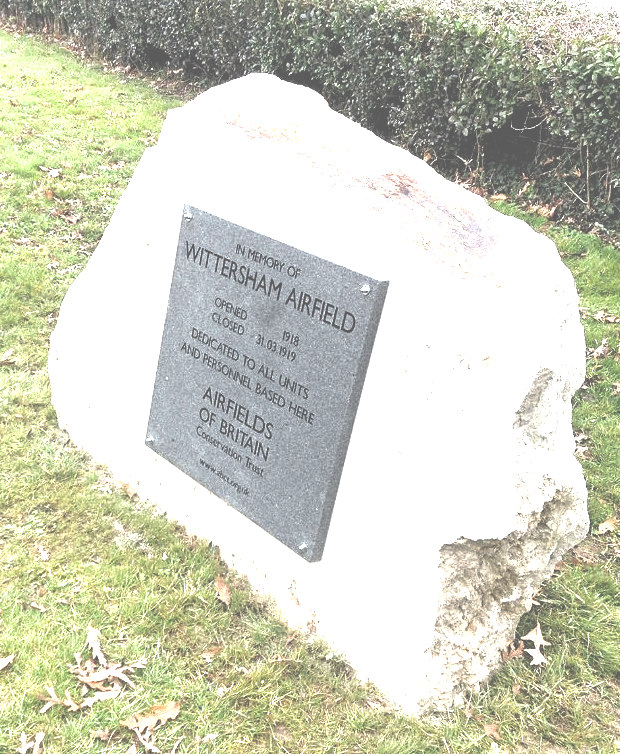 IN MEMORY OF
WITTERSHAM AIRFIELD
OPENED 1918
CLOSED 31.03.1919
DEDICATED TO ALL UNITS
AND PERSONNEL BASED HERE
AIRFIELDS
OF BRITAIN
Conservation Trust
www.abct.org.uk